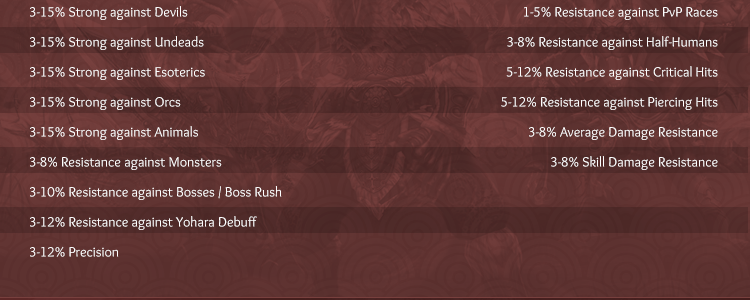 3-15% Strong against Devils
1-5% Resistance against PvP Races
3-15% Strong against Undeads
3-8% Resistance against Half-Humans
3-15% Strong against Esoterics
5-12% Resistance against Critical Hits
3-15% Strong against Orcs
5-12% Resistance against Piercing Hits
3-15% Strong against Animals
3-8% Average Damage Resistance
3-8% Resistance against Monsters
3-8% Skill Damage Resistance
3-10% Resistance against Bosses / Boss Rush
3-12% Resistance against Yohara Debuff
3-12% Precision